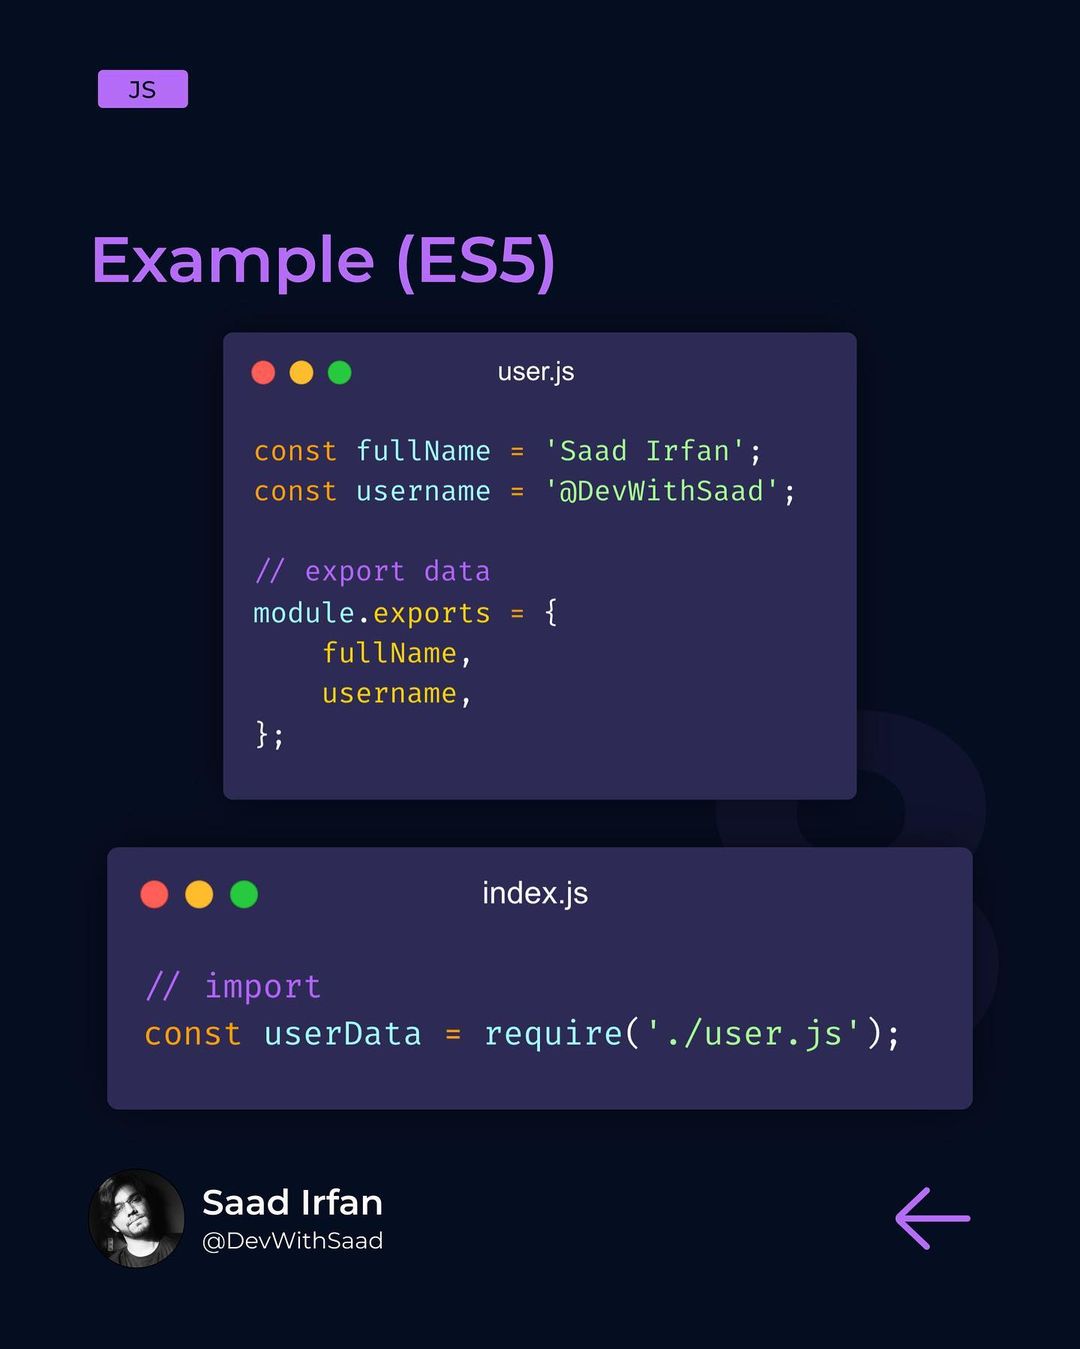 JS
Example (ES5)
user.js
const fullName = 'Saad Irfan';
const username = '@DevWithSaad';
// export data
module.exports = {
    fullName,
    username,
};
index.js
// import
const userData = require('./user.js');
Saad Irfan
@DevWithSaad
8